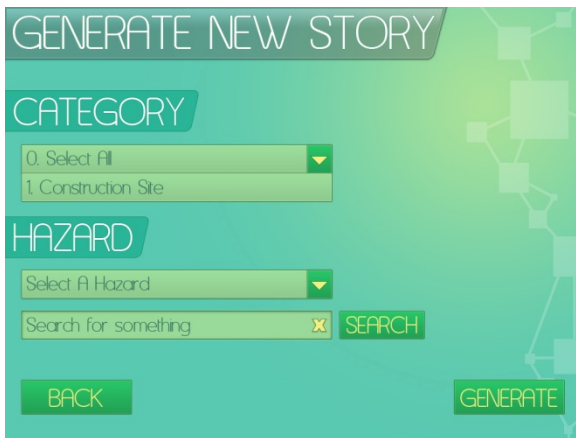 GENERATE NEW STORY
CATEGORY
0. Select All
1. Construction Site
HAZARD
Select A Hazard
Search for something X SEARCH
BACK GENERATE